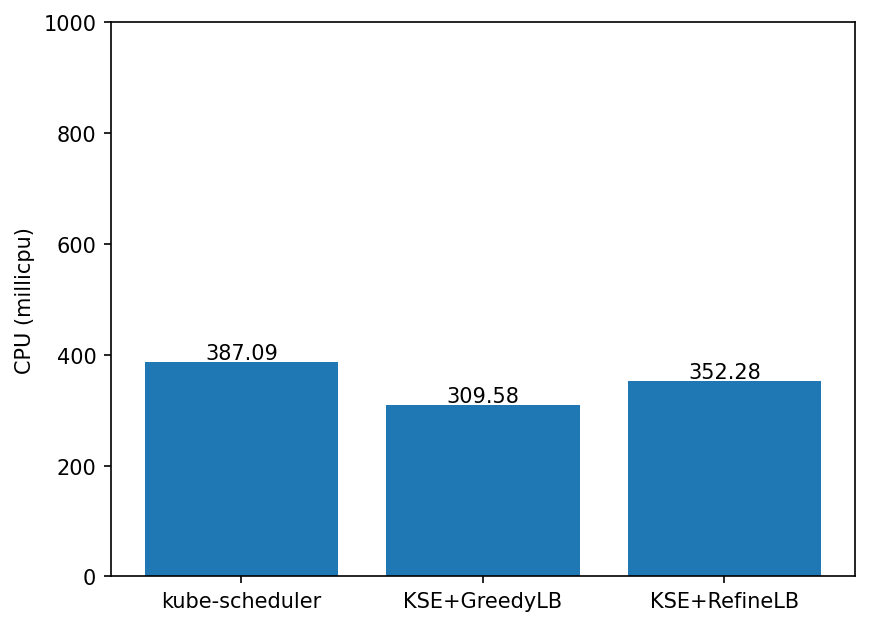 1000
800
600
400
200
0
CPU (millicpu)
387.09
309.58
352.28
kube-scheduler
KSE+GreedyLB
KSE+RefineLB